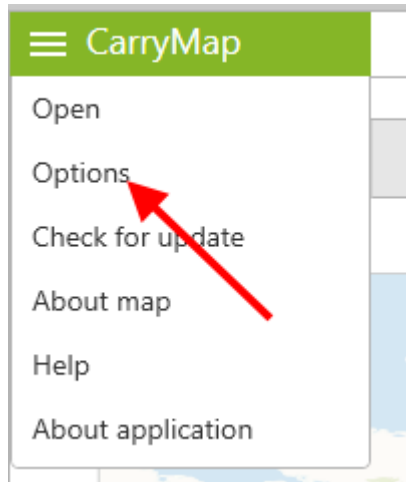 CarryMap
Open
Options
Check for update
About map
Help
About application